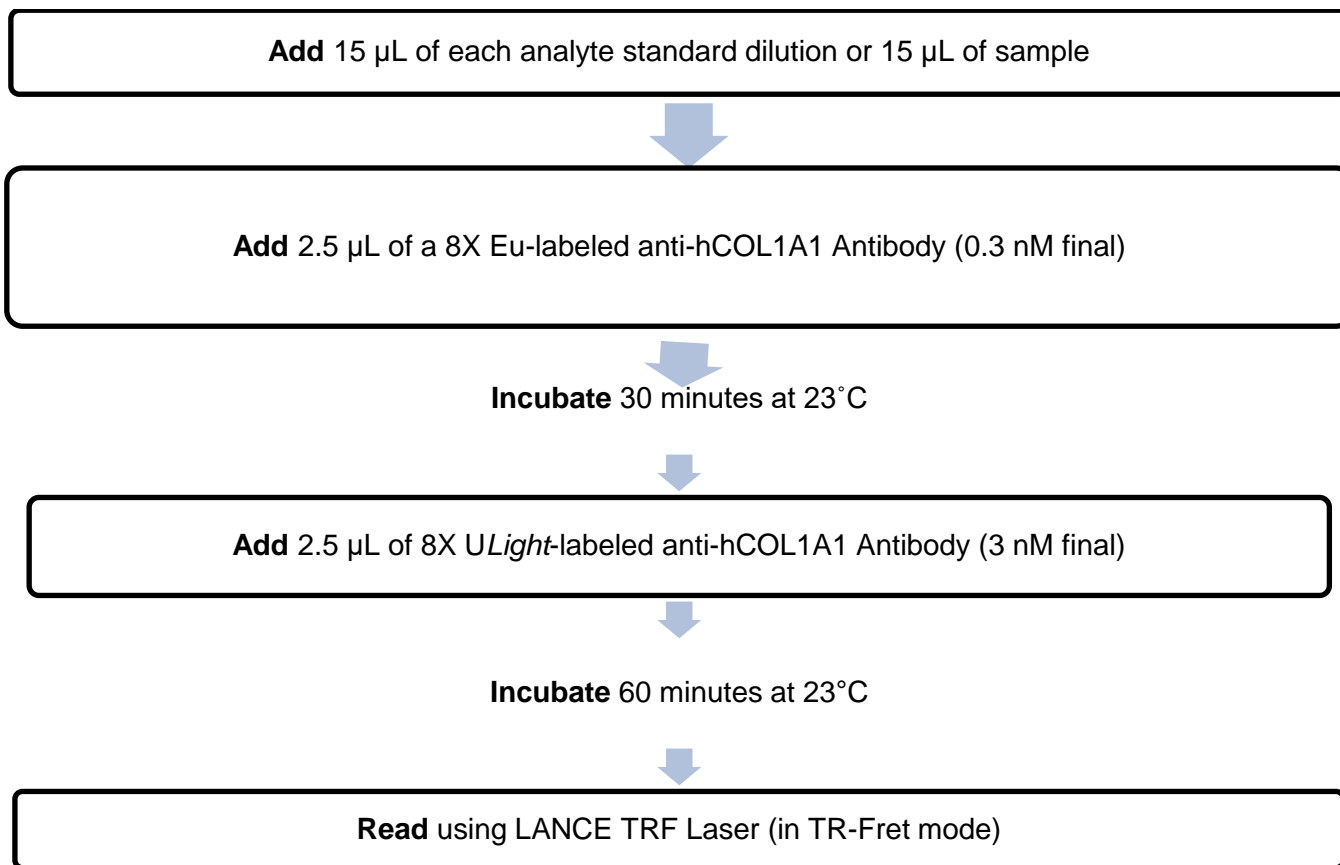 Add 15 µL of each analyte standard dilution or 15 µL of sample
Add 2.5 µL of a 8X Eu-labeled anti-hCOL1A1 Antibody (0.3 nM final)
Incubate 30 minutes at 23˚C
Add 2.5 µL of 8X ULight-labeled anti-hCOL1A1 Antibody (3 nM final)
Incubate 60 minutes at 23°C
Read using LANCE TRF Laser (in TR-Fret mode)